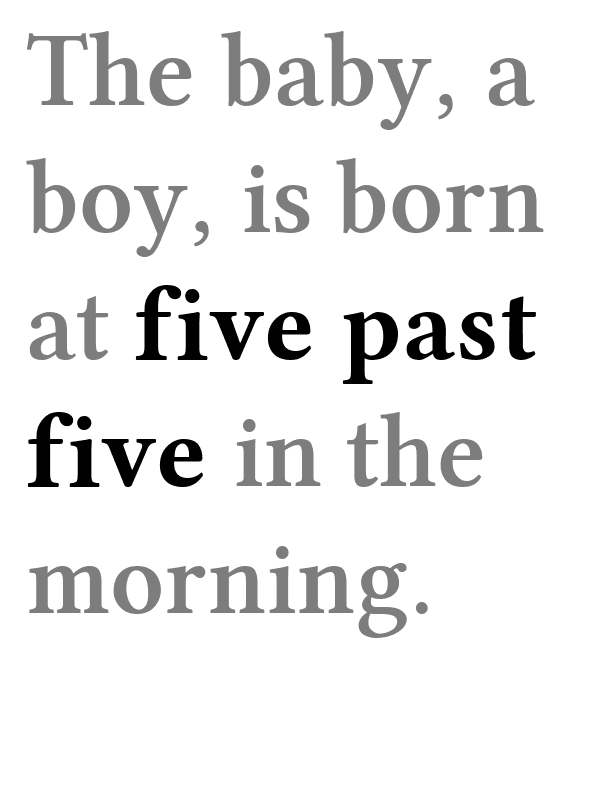 The baby, a
boy, is born
at five past
five in the
morning.